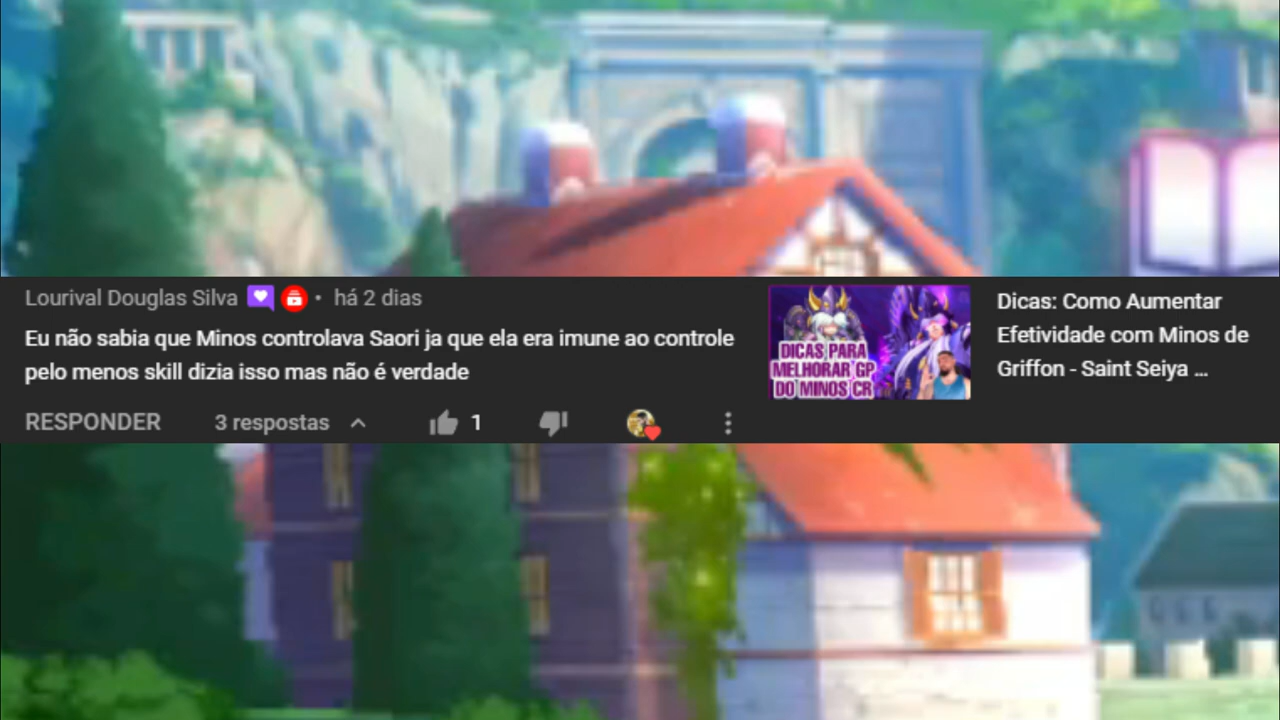 Lourival Douglas Silva • há 2 dias
Eu não sabia que Minos controlava Saori ja que ela era imune ao controle
pelo menos skill dizia isso mas não é verdade
RESPONDER 3 respostas 1
DICAS PARA
MELHORAR GP
DO MINOS CR
Dicas: Como Aumentar
Efetividade com Minos de
Griffon - Saint Seiya ...